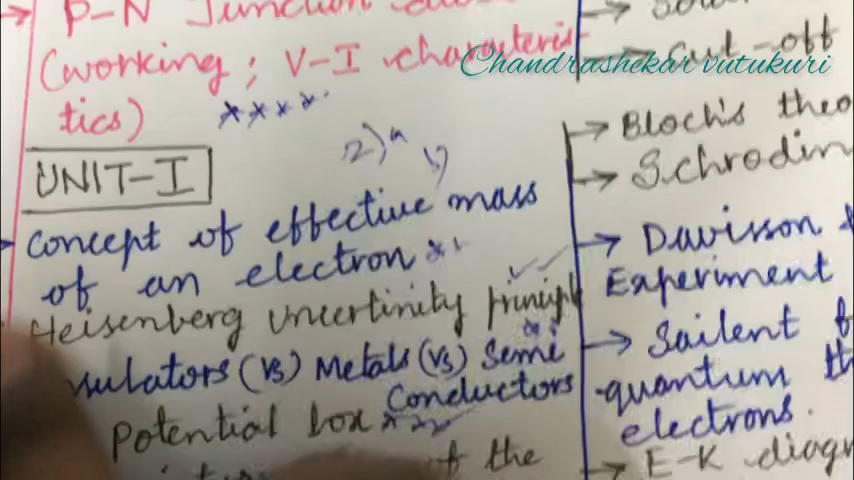 P-N Junction
(working; V-I characteris-
tics) ****
UNIT-I
concept of effective mass
of an electron
Heisenberg uncertinity principle
sulators (vs) Metals (vs) Semi
Conductors
potential box
the
cut-off
Bloch's theo
Schrodin
Davisson &
Experiment
Sailent f
quantum th
electrons.
E-K diagr
Chandrashekar vutukuri